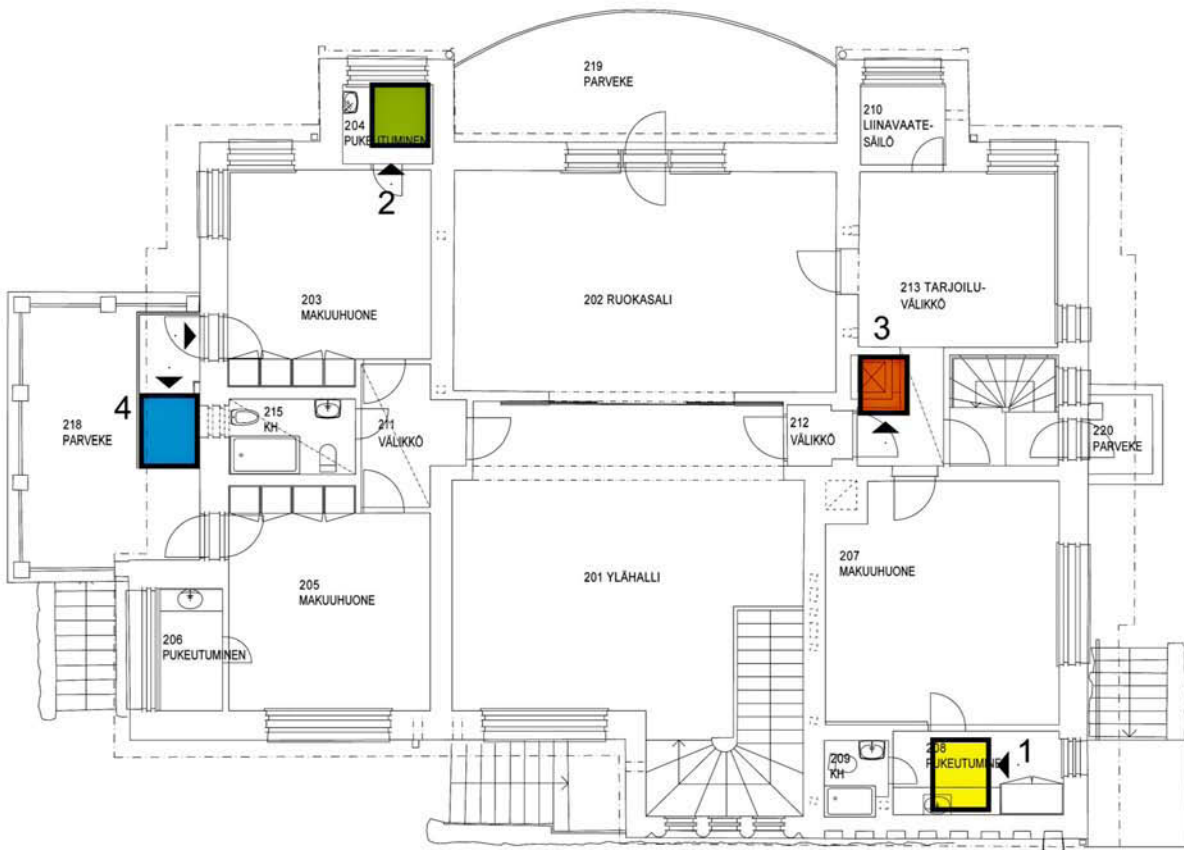 219
PARVEKE
204
PUKEUTUMINEN
210
LIINAVAATE-
SÄILÖ
2
203
MAKUUHUONE
202 RUOKASALI
213 TARJOILU-
VÄLIKKÖ
3
4
218
PARVEKE
215
KH
211
VÄLIKKÖ
212
VÄLIKKÖ
220
PARVEKE
205
MAKUUHUONE
201 YLÄHALLI
207
MAKUUHUONE
206
PUKEUTUMINEN
209
KH
208
PUKEUTUMINEN
1